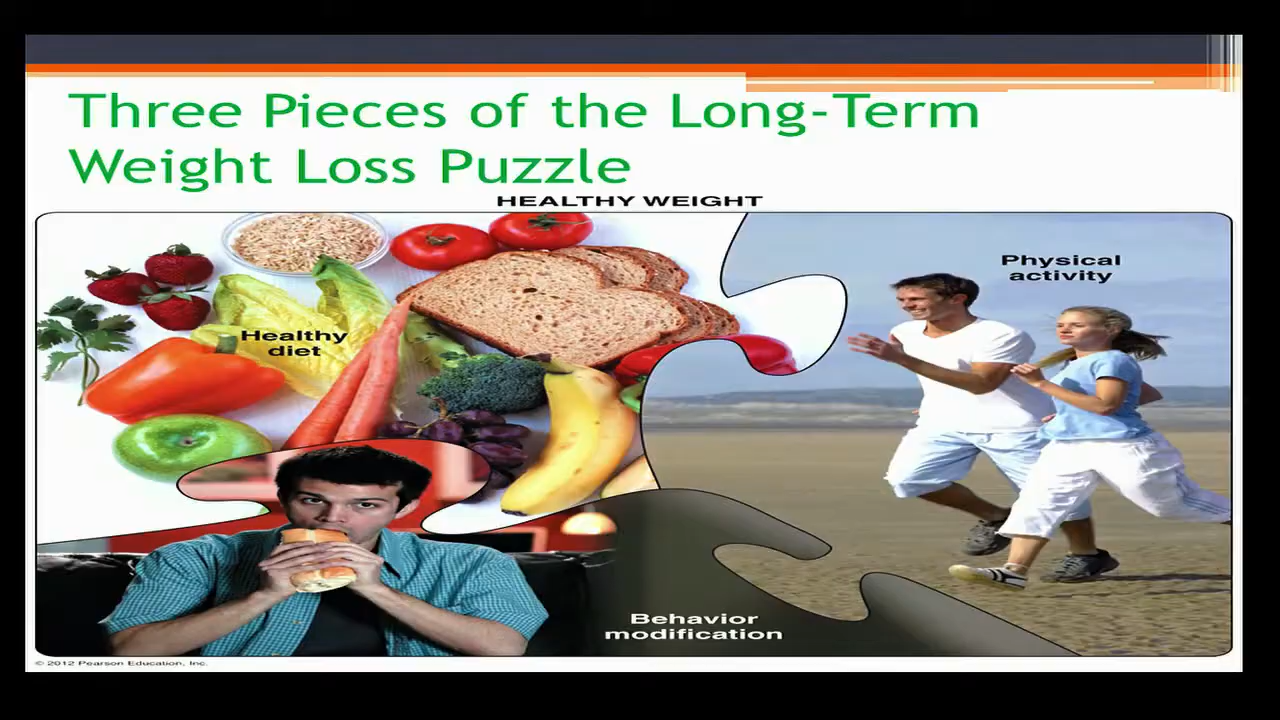 Three Pieces of the Long-Term
Weight Loss Puzzle
HEALTHY WEIGHT
Physical
activity
Healthy
diet
Behavior
modification
© 2012 Pearson Education, Inc.